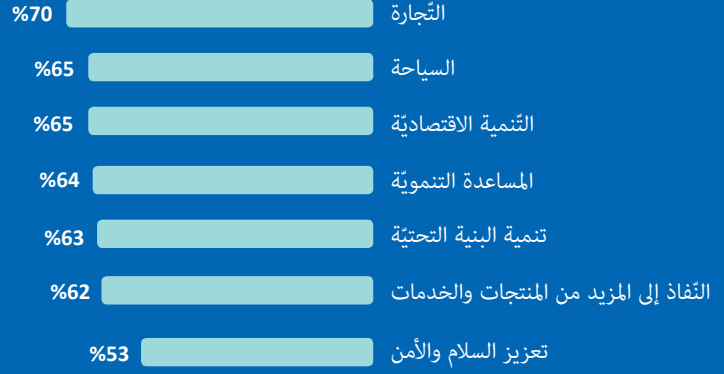 التّجارة %70
السياحة %65
التّنمية الاقتصاديّة %65
المساعدة التنمويّة %64
تنمية البنية التحتيّة %63
النّفاذ إلى المزيد من المنتجات والخدمات %62
تعزيز السلام والأمن %53